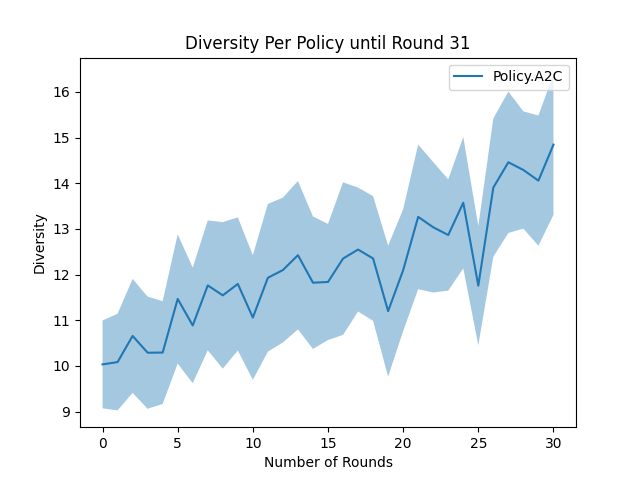 Diversity Per Policy until Round 31
Policy.A2C
16
15
14
13
12
11
10
9
Diversity
0 5 10 15 20 25 30
Number of Rounds